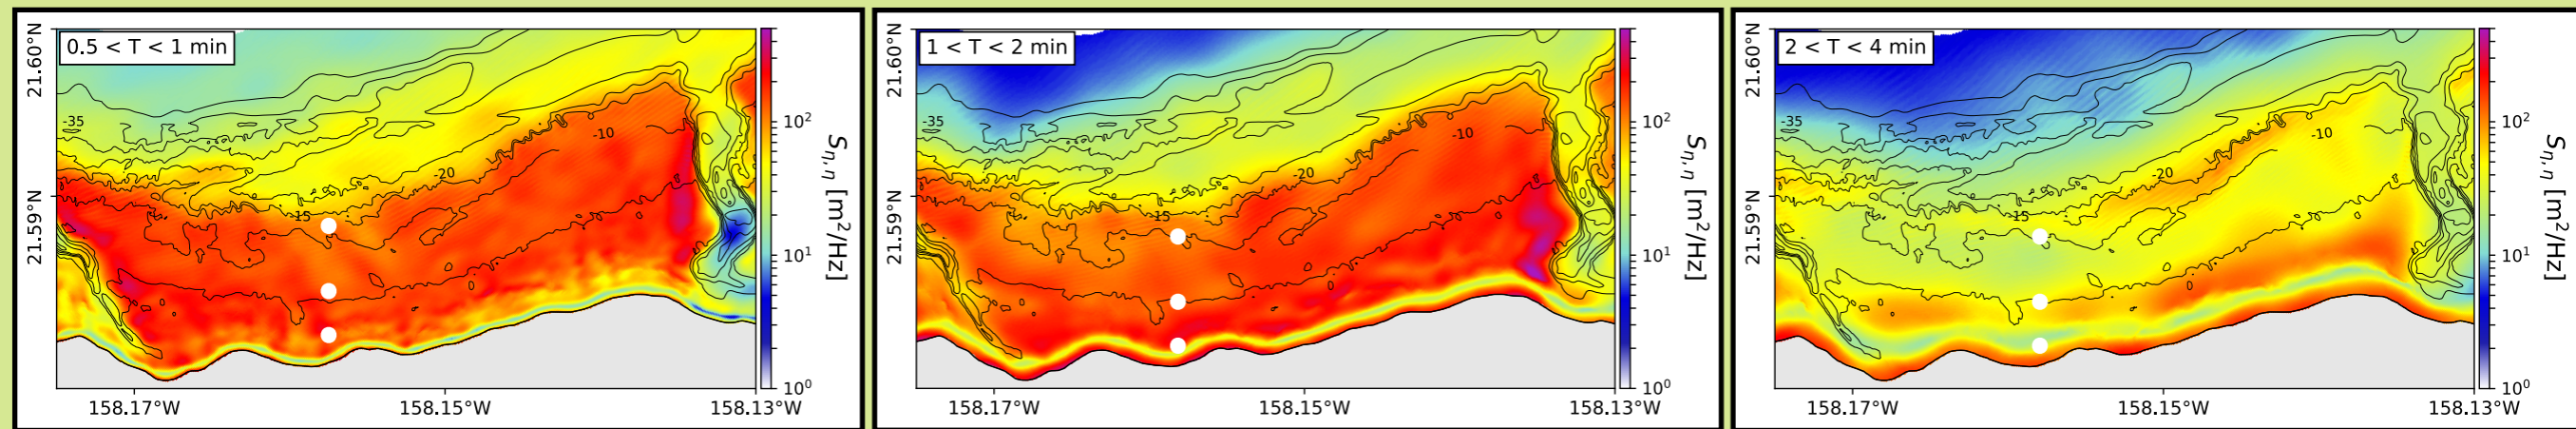 0.5 < T < 1 min
21.60°N
21.59°N
-35
-10
-20
-15
158.17°W
158.15°W
158.13°W
10²
10¹
10⁰
Sη,η [m²/Hz]
1 < T < 2 min
21.60°N
21.59°N
-35
-10
-20
-15
158.17°W
158.15°W
158.13°W
10²
10¹
10⁰
Sη,η [m²/Hz]
2 < T < 4 min
21.60°N
21.59°N
-35
-10
-20
-15
158.17°W
158.15°W
158.13°W
10²
10¹
10⁰
Sη,η [m²/Hz]